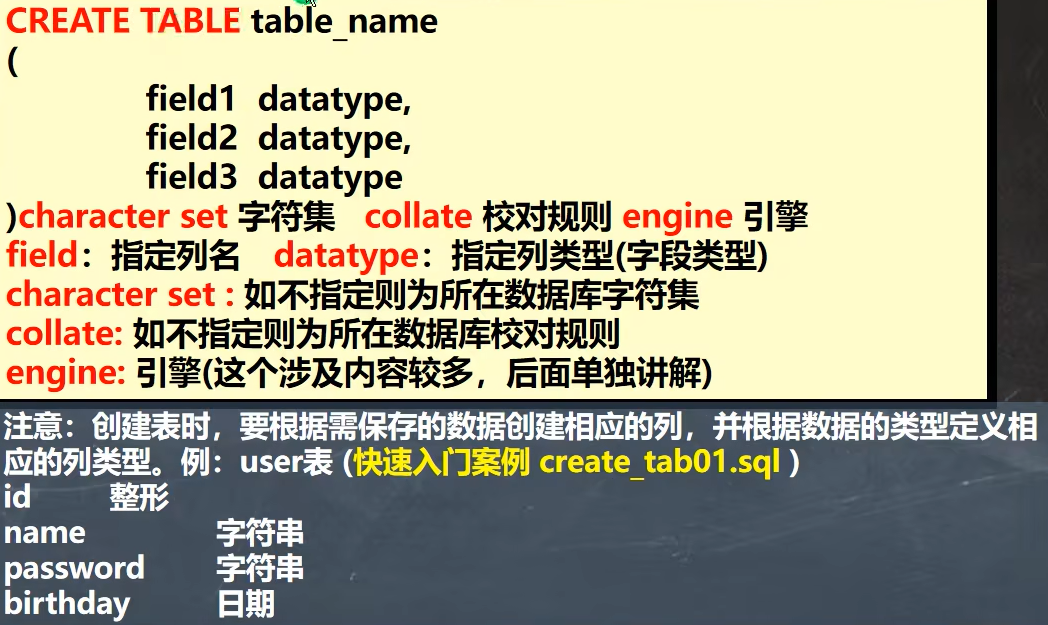 CREATE TABLE table_name
(
field1 datatype,
field2 datatype,
field3 datatype
)character set 字符集 collate 校对规则 engine 引擎
field：指定列名 datatype：指定列类型(字段类型)
character set : 如不指定则为所在数据库字符集
collate: 如不指定则为所在数据库校对规则
engine: 引擎(这个涉及内容较多，后面单独讲解)
注意：创建表时，要根据需保存的数据创建相应的列，并根据数据的类型定义相
应的列类型。例：user表 (快速入门案例 create_tab01.sql )
id 整形
name 字符串
password 字符串
birthday 日期